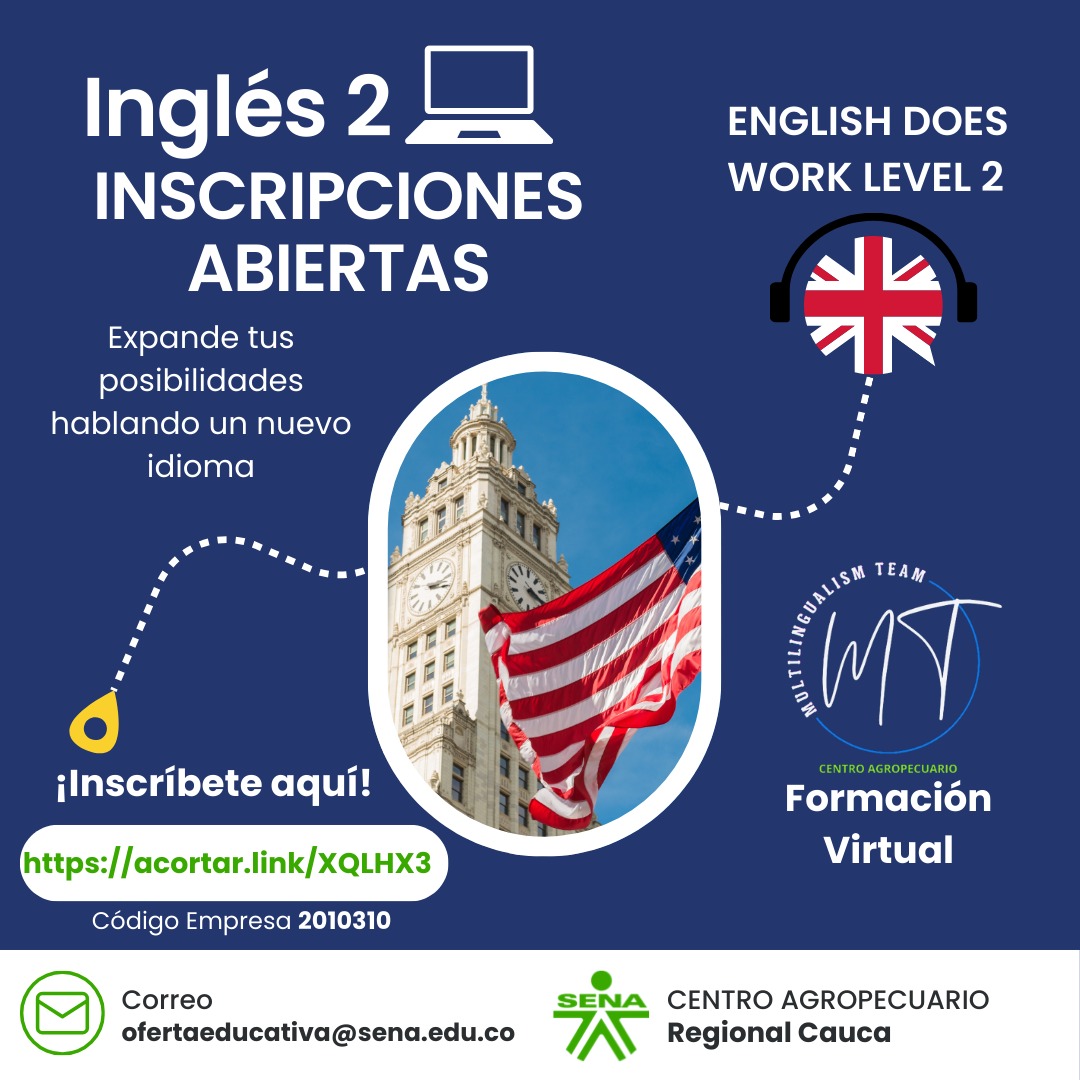 Inglés 2
INSCRIPCIONES
ABIERTAS
Expande tus
posibilidades
hablando un nuevo
idioma
ENGLISH DOES
WORK LEVEL 2
MULTILINGUALISM TEAM
MT
CENTRO AGROPECUARIO
Formación
Virtual
¡Inscríbete aquí!
https://acortar.link/XQLHX3
Código Empresa 2010310
Correo
ofertaeducativa@sena.edu.co
SENA
CENTRO AGROPECUARIO
Regional Cauca